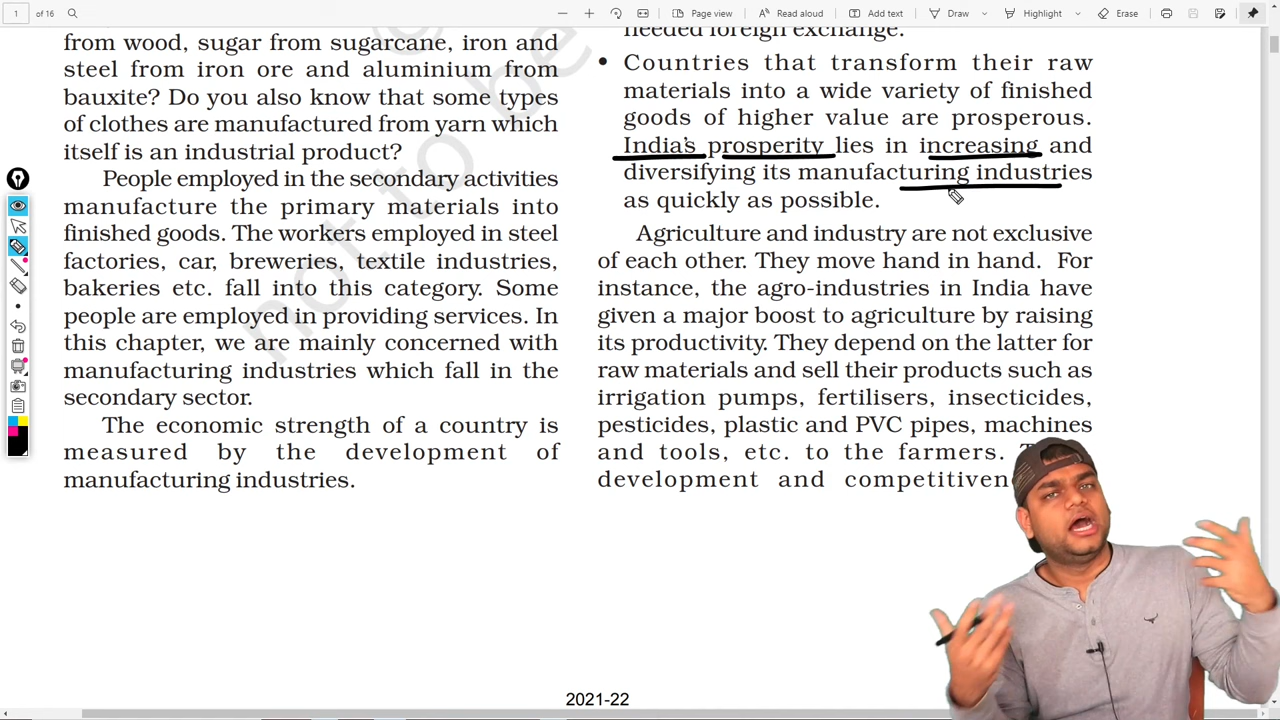 1 of 16 Page view Read aloud Add text Draw Highlight Erase
from wood, sugar from sugarcane, iron and
steel from iron ore and aluminium from
bauxite? Do you also know that some types
of clothes are manufactured from yarn which
itself is an industrial product?
People employed in the secondary activities
manufacture the primary materials into
finished goods. The workers employed in steel
factories, car, breweries, textile industries,
bakeries etc. fall into this category. Some
people are employed in providing services. In
this chapter, we are mainly concerned with
manufacturing industries which fall in the
secondary sector.
The economic strength of a country is
measured by the development of
manufacturing industries.
needed foreign exchange.
• Countries that transform their raw
materials into a wide variety of finished
goods of higher value are prosperous.
India's prosperity lies in increasing and
diversifying its manufacturing industries
as quickly as possible.
Agriculture and industry are not exclusive
of each other. They move hand in hand. For
instance, the agro-industries in India have
given a major boost to agriculture by raising
its productivity. They depend on the latter for
raw materials and sell their products such as
irrigation pumps, fertilisers, insecticides,
pesticides, plastic and PVC pipes, machines
and tools, etc. to the farmers.
development and
not to be
2021-22